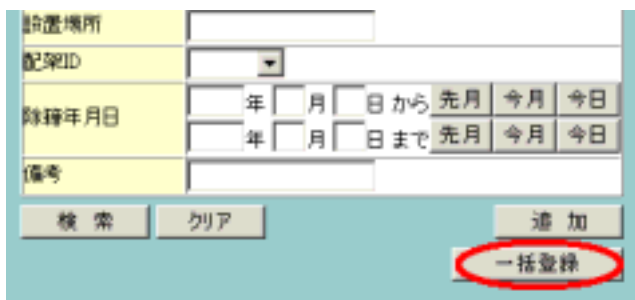 設置場所
配架ID
除籍年月日
年 月 日 から 先月 今月 今日
年 月 日 まで 先月 今月 今日
備考
検 索 クリア 追 加
一括登録